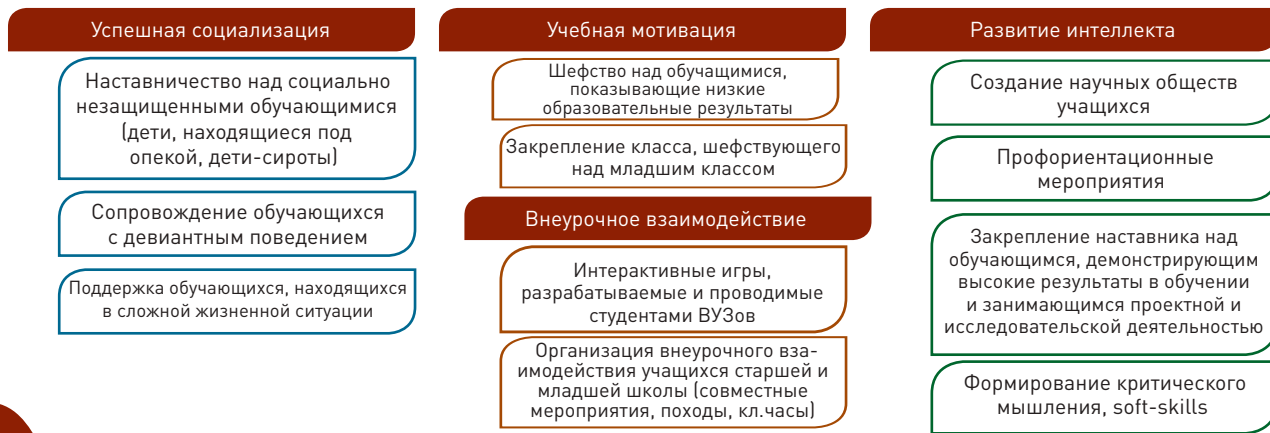 Успешная социализация
Наставничество над социально
незащищенными обучающимися
(дети, находящиеся под
опекой, дети-сироты)
Сопровождение обучающихся
с девиантным поведением
Поддержка обучающихся, находящихся
в сложной жизненной ситуации
Учебная мотивация
Шефство над обучащимися,
показывающие низкие
образовательные результаты
Закрепление класса, шефствующего
над младшим классом
Внеурочное взаимодействие
Интерактивные игры,
разрабатываемые и проводимые
студентами ВУЗов
Организация внеурочного вза-
имодействия учащихся старшей и
младшей школы (совместные
мероприятия, походы, кл.часы)
Развитие интеллекта
Создание научных обществ
учащихся
Профориентационные
мероприятия
Закрепление наставника над
обучающимся, демонстрирующим
высокие результаты в обучении
и занимающимся проектной и
исследовательской деятельностью
Формирование критического
мышления, soft-skills